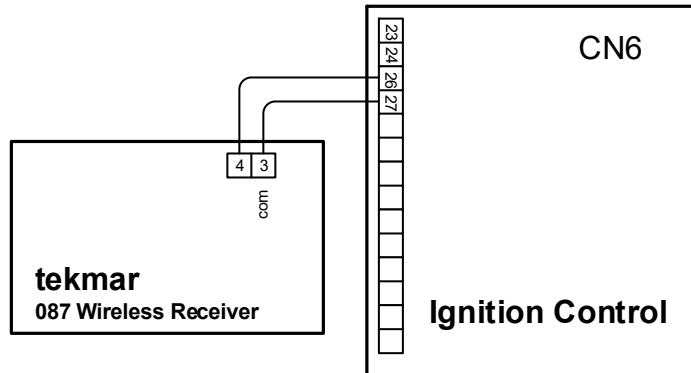 23
24
26
27
CN6
4 3
com
tekmar
087 Wireless Receiver
Ignition Control